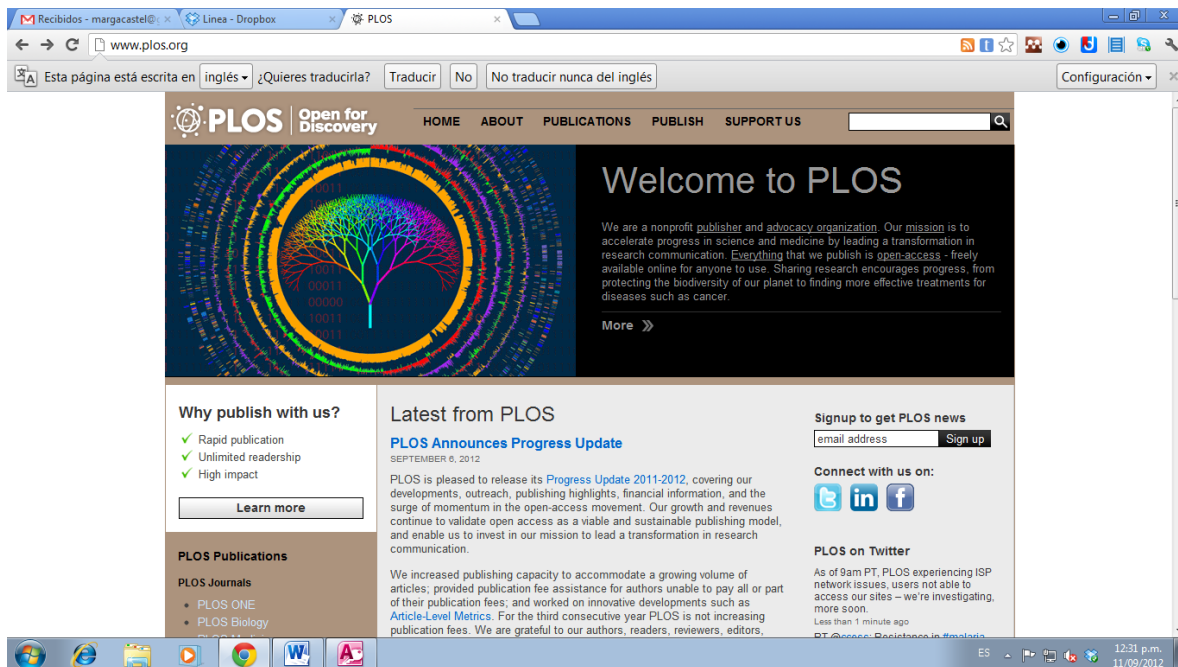 Recibidos - margacastel@g
Linea - Dropbox
PLOS
www.plos.org
Esta página está escrita en inglés ¿Quieres traducirla? Traducir No No traducir nunca del inglés Configuración
PLOS Open for Discovery
HOME ABOUT PUBLICATIONS PUBLISH SUPPORT US
Welcome to PLOS
We are a nonprofit publisher and advocacy organization. Our mission is to
accelerate progress in science and medicine by leading a transformation in
research communication. Everything that we publish is open-access - freely
available online for anyone to use. Sharing research encourages progress, from
protecting the biodiversity of our planet to finding more effective treatments for
diseases such as cancer.
More
10011
10011
00000
10011
Why publish with us?
Rapid publication
Unlimited readership
High impact
Learn more
PLOS Publications
PLOS Journals
PLOS ONE
PLOS Biology
Latest from PLOS
PLOS Announces Progress Update
SEPTEMBER 6, 2012
PLOS is pleased to release its Progress Update 2011-2012, covering our
developments, outreach, publishing highlights, financial information, and the
surge of momentum in the open-access movement. Our growth and revenues
continue to validate open access as a viable and sustainable publishing model,
and enable us to invest in our mission to lead a transformation in research
communication.
We increased publishing capacity to accommodate a growing volume of
articles; provided publication fee assistance for authors unable to pay all or part
of their publication fees; and worked on innovative developments such as
Article-Level Metrics. For the third consecutive year PLOS is not increasing
publication fees. We are grateful to our authors, readers, reviewers, editors,
Signup to get PLOS news
email address Sign up
Connect with us on:
PLOS on Twitter
As of 9am PT, PLOS experiencing ISP
network issues, users not able to
access our sites – we're investigating,
more soon.
Less than 1 minute ago
ES
12:31 p.m.
11/09/2012